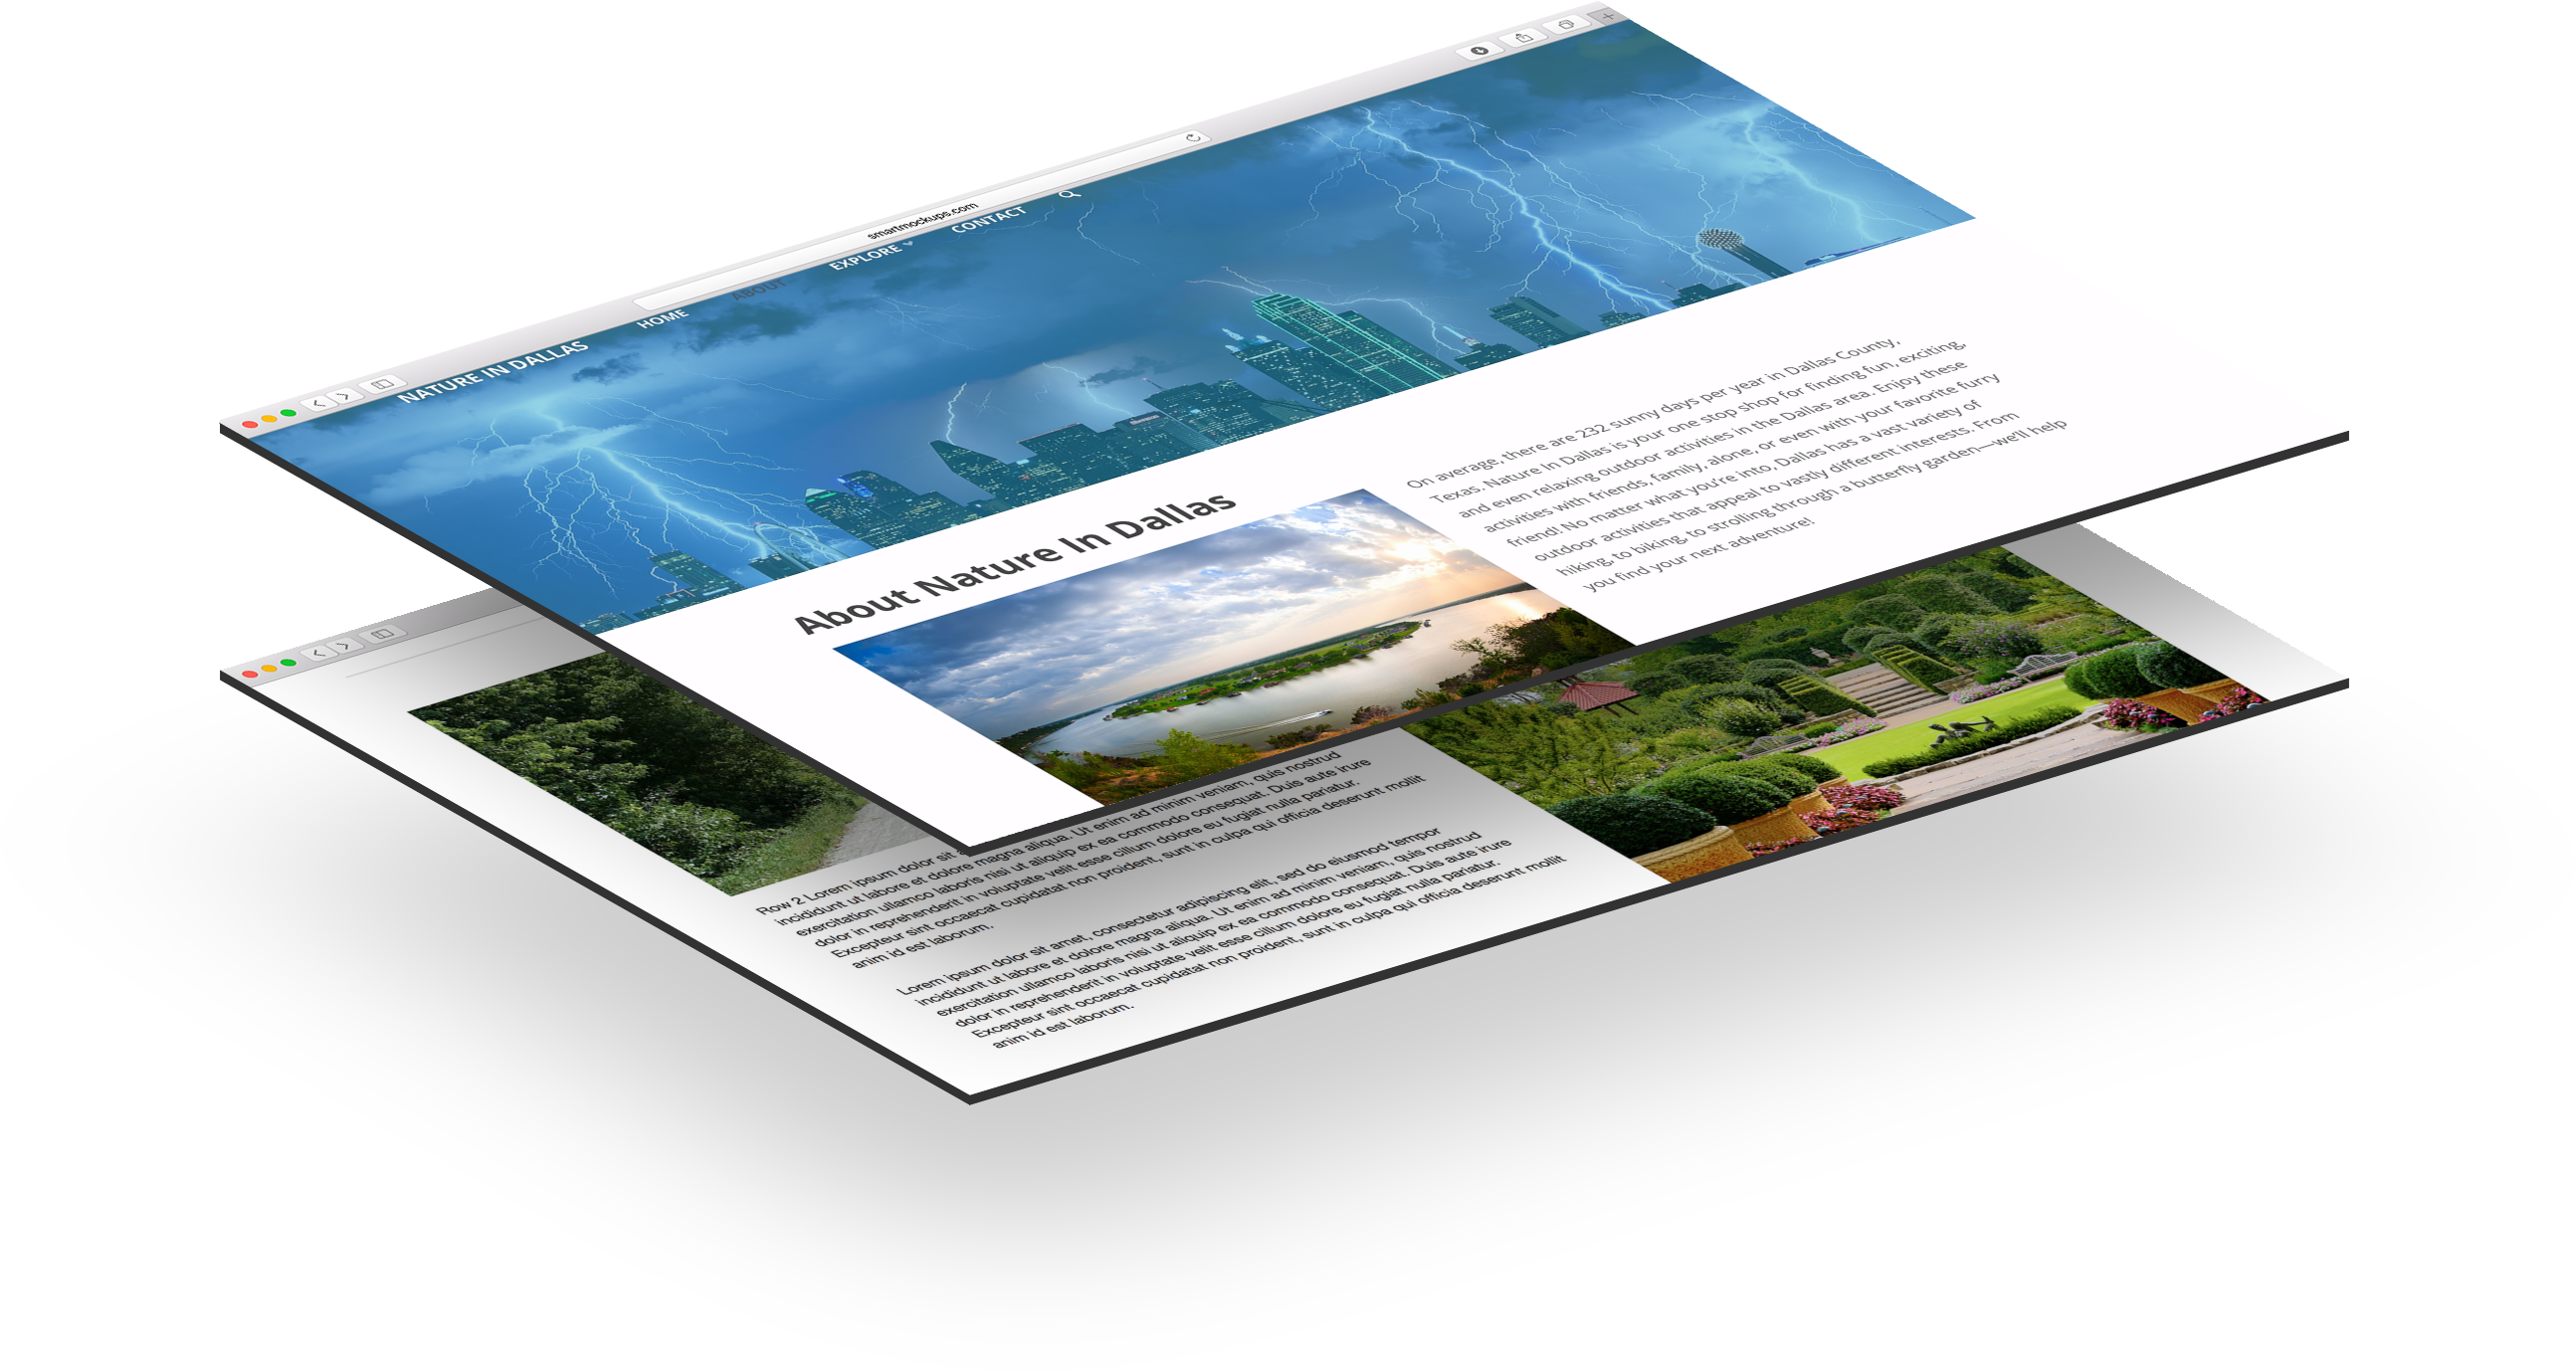 smartmockups.com
NATURE IN DALLAS
HOME
ABOUT
EXPLORE
CONTACT
About Nature In Dallas
On average, there are 232 sunny days per year in Dallas County,
Texas. Nature In Dallas is your one stop shop for finding fun, exciting,
and even relaxing outdoor activities in the Dallas area. Enjoy these
activities with friends, family, alone, or even with your favorite furry
friend! No matter what you're into, Dallas has a vast variety of
outdoor activities that appeal to vastly different interests. From
hiking, to biking, to strolling through a butterfly garden—we'll help
you find your next adventure!
Row 2 Lorem ipsum dolor sit
incididunt ut labore et dolore magna aliqua. Ut enim ad minim veniam, quis nostrud
exercitation ullamco laboris nisi ut aliquip ex ea commodo consequat. Duis aute irure
dolor in reprehenderit in voluptate velit esse cillum dolore eu fugiat nulla pariatur.
Excepteur sint occaecat cupidatat non proident, sunt in culpa qui officia deserunt mollit
anim id est laborum.
Lorem ipsum dolor sit amet, consectetur adipiscing elit, sed do eiusmod tempor
incididunt ut labore et dolore magna aliqua. Ut enim ad minim veniam, quis nostrud
exercitation ullamco laboris nisi ut aliquip ex ea commodo consequat. Duis aute irure
dolor in reprehenderit in voluptate velit esse cillum dolore eu fugiat nulla pariatur.
Excepteur sint occaecat cupidatat non proident, sunt in culpa qui officia deserunt mollit
anim id est laborum.